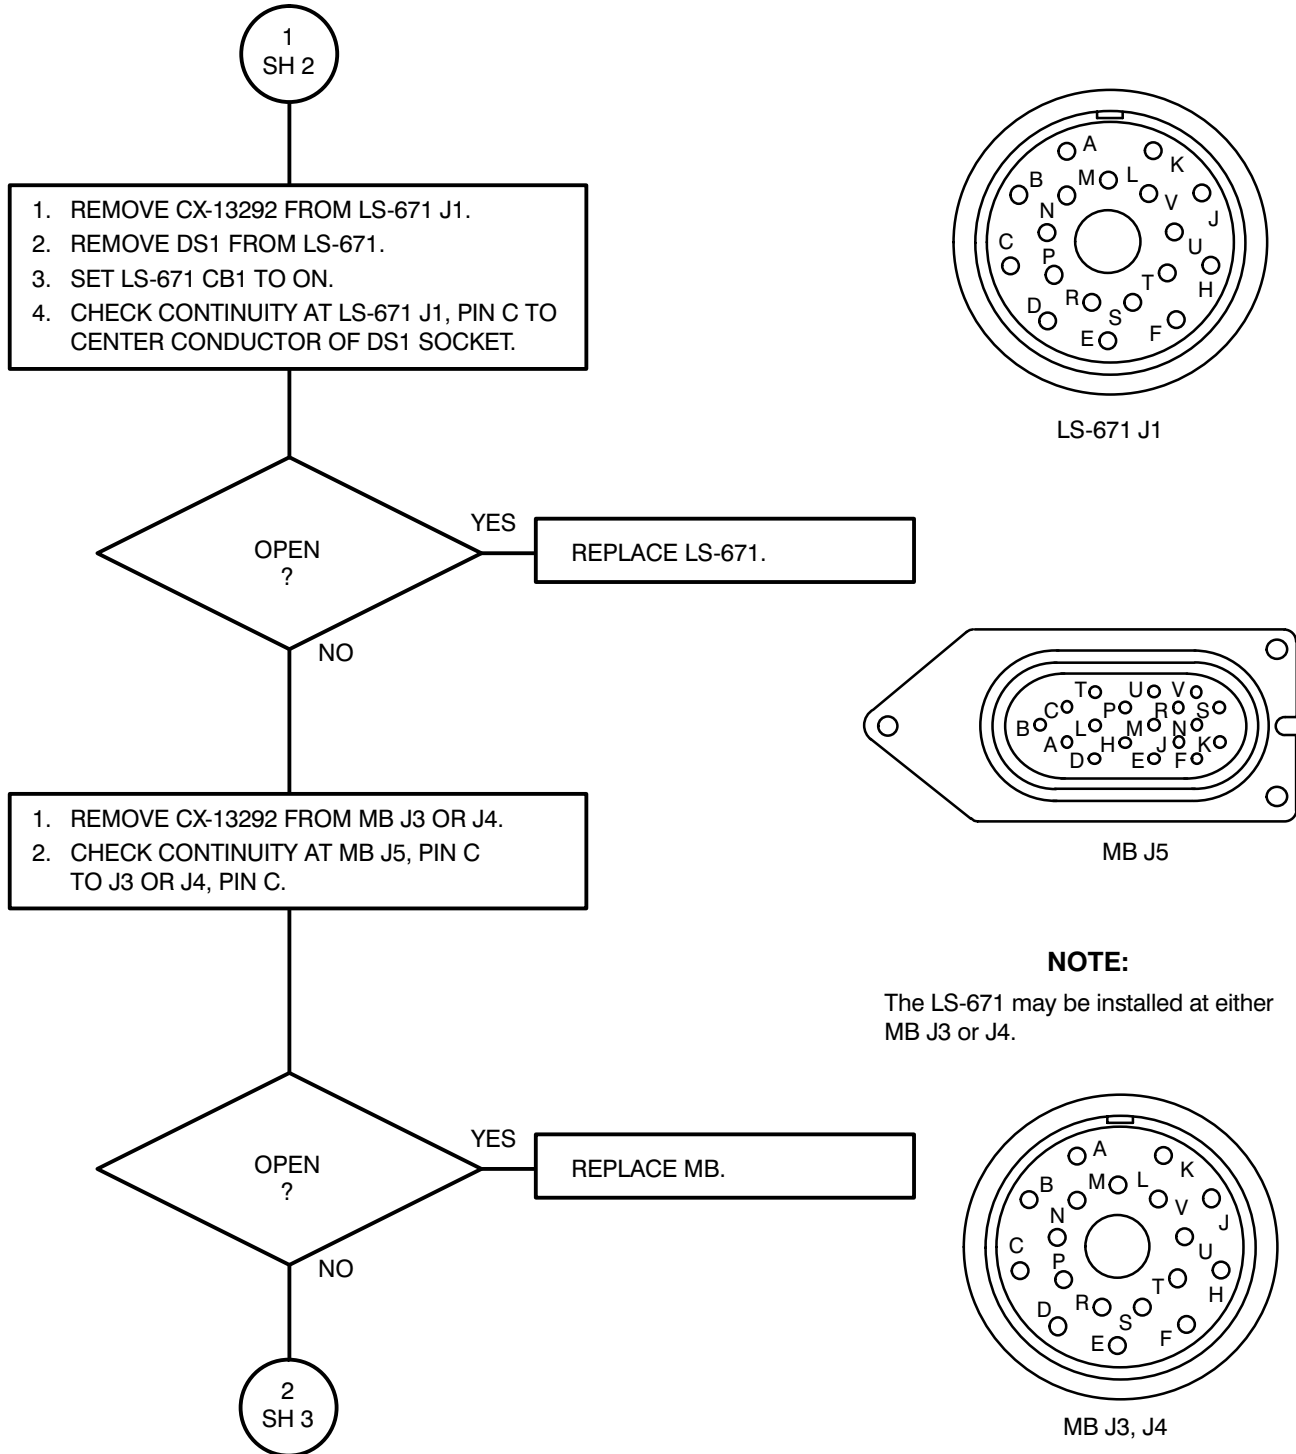 1
SH 2
1. REMOVE CX-13292 FROM LS-671 J1.
2. REMOVE DS1 FROM LS-671.
3. SET LS-671 CB1 TO ON.
4. CHECK CONTINUITY AT LS-671 J1, PIN C TO
CENTER CONDUCTOR OF DS1 SOCKET.
OPEN
?
YES
REPLACE LS-671.
NO
1. REMOVE CX-13292 FROM MB J3 OR J4.
2. CHECK CONTINUITY AT MB J5, PIN C
TO J3 OR J4, PIN C.
OPEN
?
YES
REPLACE MB.
NO
2
SH 3
A
K
B
M
L
J
N
V
C
P
U
H
D
R
S
T
E
F
LS-671 J1
T
U
V
C
P
R
S
B
L
M
N
A
H
J
K
D
E
F
MB J5
NOTE:
The LS-671 may be installed at either
MB J3 or J4.
A
K
B
M
L
J
N
V
C
P
U
H
D
R
S
T
E
F
MB J3, J4